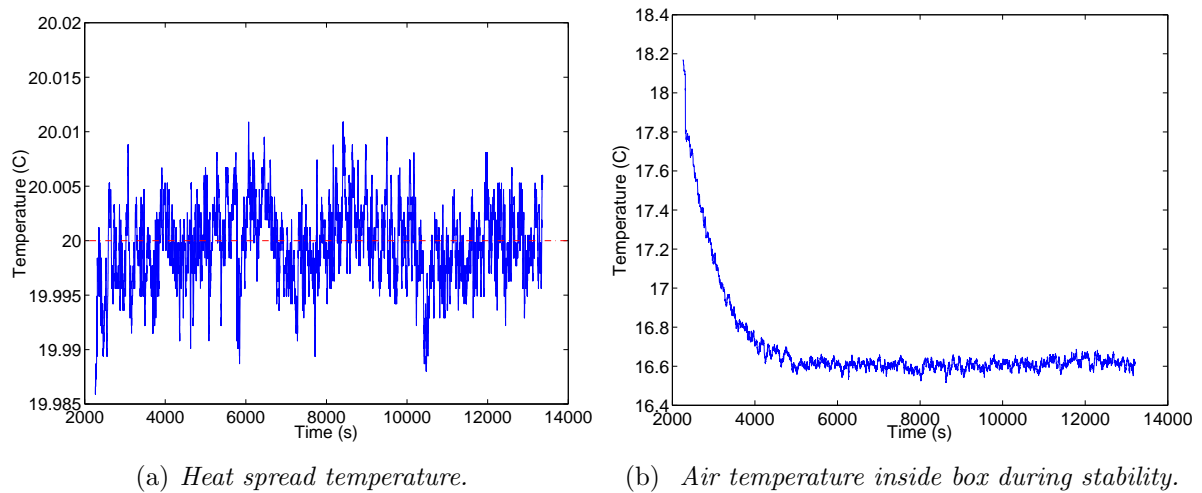 20.02
20.015
20.01
20.005
20
19.995
19.99
19.985
Temperature (C)
2000 4000 6000 8000 10000 12000 14000
Time (s)
18.4
18.2
18
17.8
17.6
17.4
17.2
17
16.8
16.6
16.4
Temperature (C)
2000 4000 6000 8000 10000 12000 14000
Time (s)
(a) Heat spread temperature.
(b) Air temperature inside box during stability.